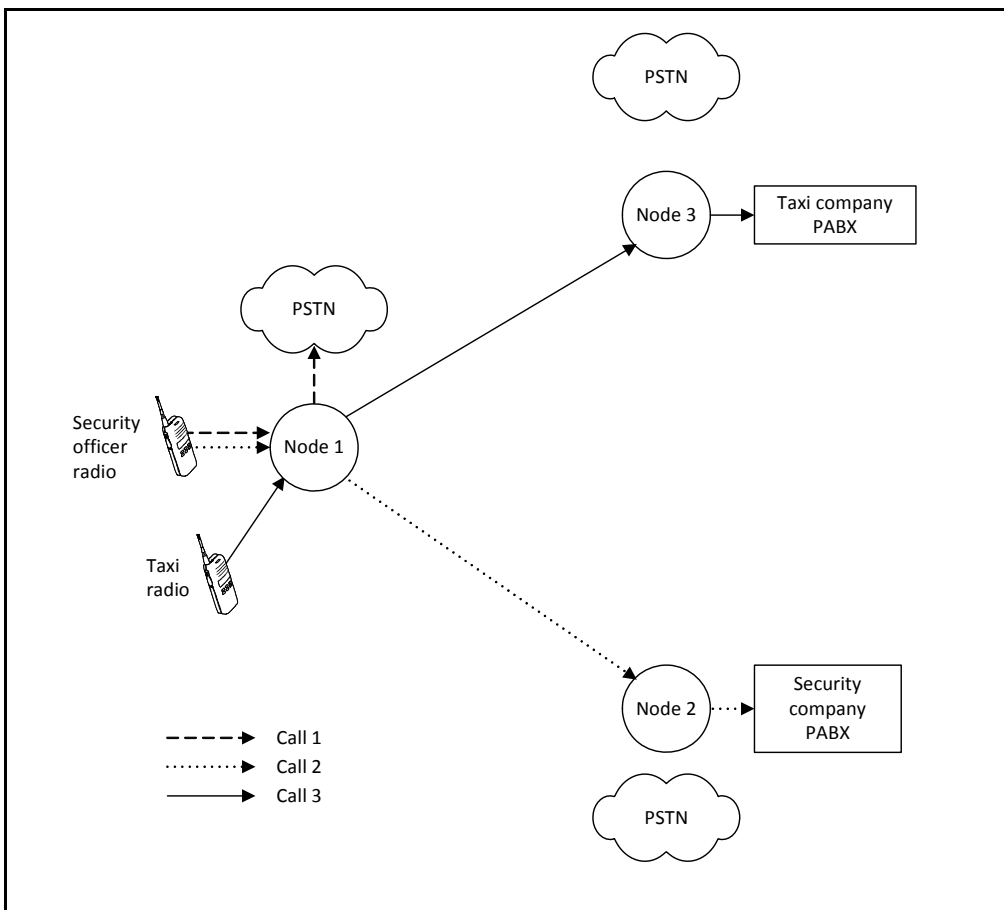 PSTN
Node 3
Taxi company
PABX
PSTN
Security
officer
radio
Node 1
Taxi
radio
Node 2
Security
company
PABX
Call 1
Call 2
Call 3
PSTN